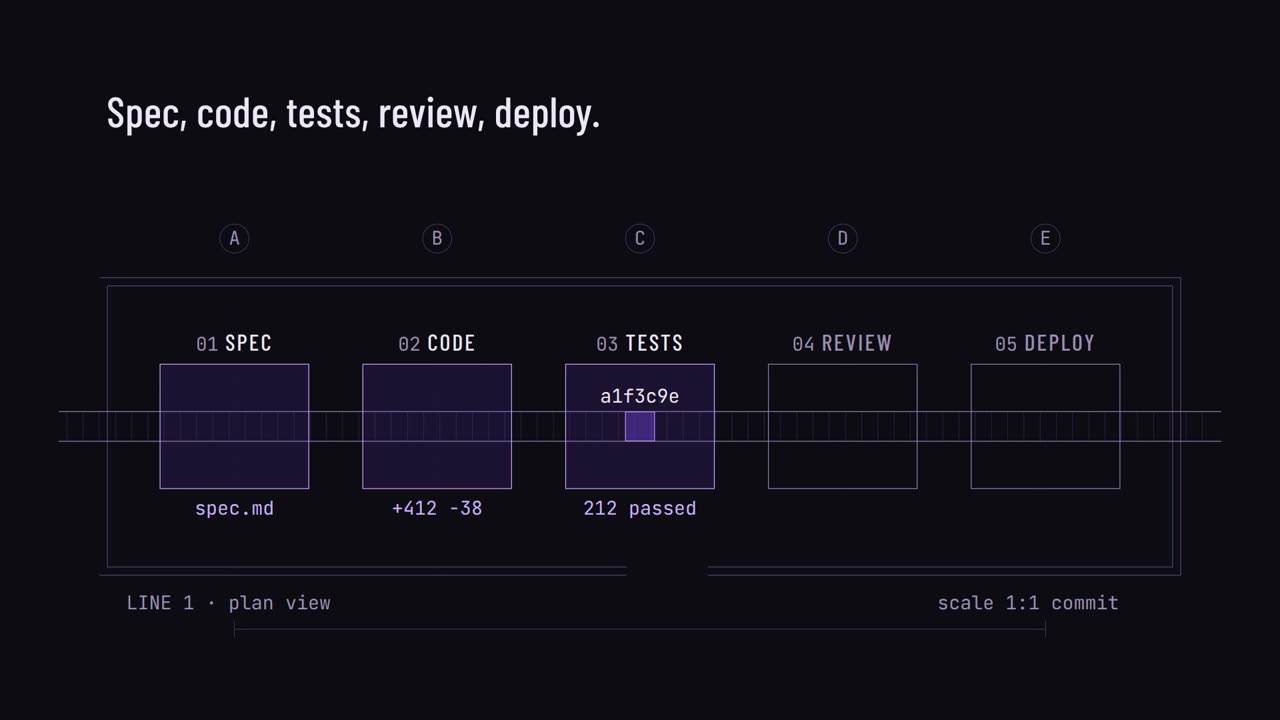 Spec, code, tests, review, deploy.
A B C D E
01 SPEC 02 CODE 03 TESTS 04 REVIEW 05 DEPLOY
a1f3c9e
spec.md +412 -38 212 passed
LINE 1 · plan view scale 1:1 commit